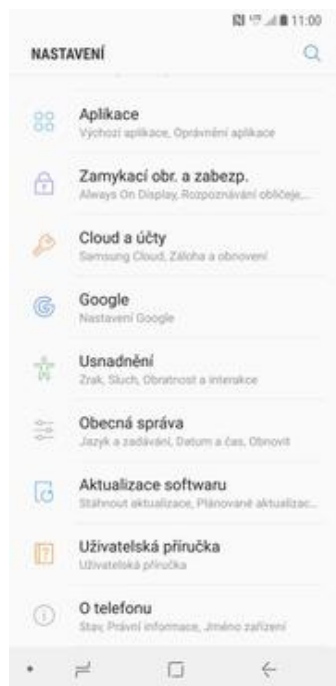 11:00
NASTAVENÍ
Aplikace
Výchozí aplikace, Oprávnění aplikace
Zamykací obr. a zabezp.
Always On Display, Rozpoznávání obličeje,...
Cloud a účty
Samsung Cloud, Záloha a obnovení
Google
Nastavení Google
Usnadnění
Zrak, Sluch, Obratnost a interakce
Obecná správa
Jazyk a zadávání, Datum a čas, Obnovit
Aktualizace softwaru
Stáhnout aktualizace, Plánované aktualizac...
Uživatelská příručka
Uživatelská příručka
O telefonu
Stav, Právní informace, Jméno zařízení